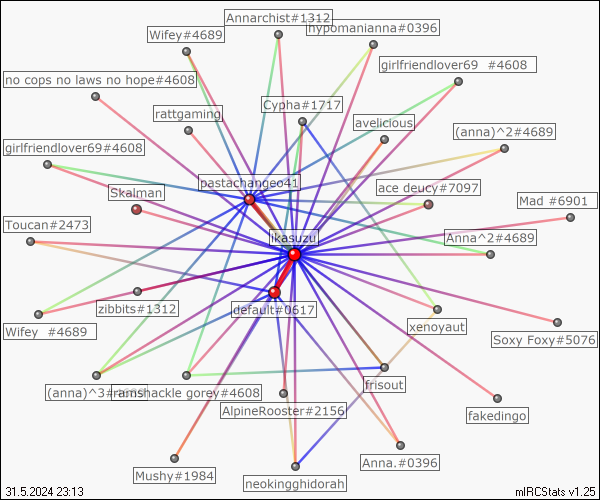 Annarchist#1312
hypomanianna#0396
Wifey#4689
girlfriendlover69 #4608
no cops no laws no hope#4608
Cypha#1717
rattgaming
avelicious
(anna)^2#4689
girlfriendlover69#4608
pastachangeo41
ace deucy#7097
Skalman
Mad #6901
Toucan#2473
ikasuzu
Anna^2#4689
zibbits#1312
default#0617
Wifey #4689
xenoyaut
Soxy Foxy#5076
frisout
(anna)^3#
ramshackle gorey#4608
AlpineRooster#2156
fakedingo
Anna.#0396
Mushy#1984
neokingghidorah
31.5.2024 23:13
mIRCStats v1.25